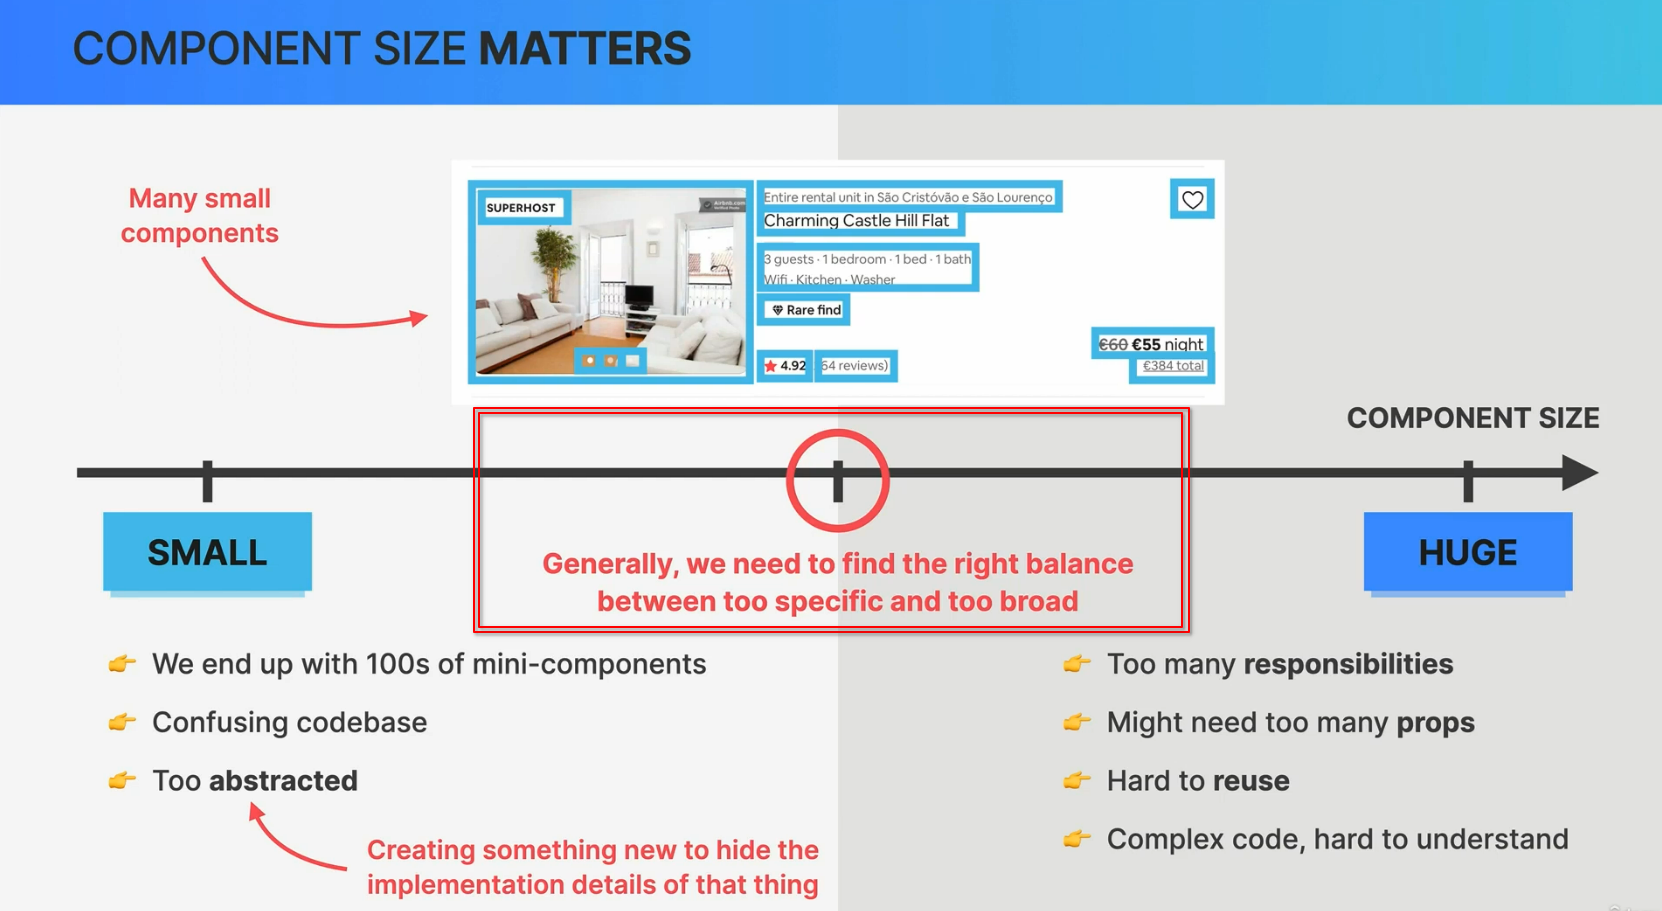 COMPONENT SIZE MATTERS
Many small
components
SUPERHOST
Airbnb.com
Entire rental unit in São Cristóvão e São Lourenço
Charming Castle Hill Flat
3 guests · 1 bedroom · 1 bed · 1 bath
Wifi · Kitchen · Washer
Rare find
4.92
64 reviews)
€60 €55 night
€384 total
COMPONENT SIZE
SMALL
HUGE
Generally, we need to find the right balance
between too specific and too broad
We end up with 100s of mini-components
Confusing codebase
Too abstracted
Creating something new to hide the
implementation details of that thing
Too many responsibilities
Might need too many props
Hard to reuse
Complex code, hard to understand